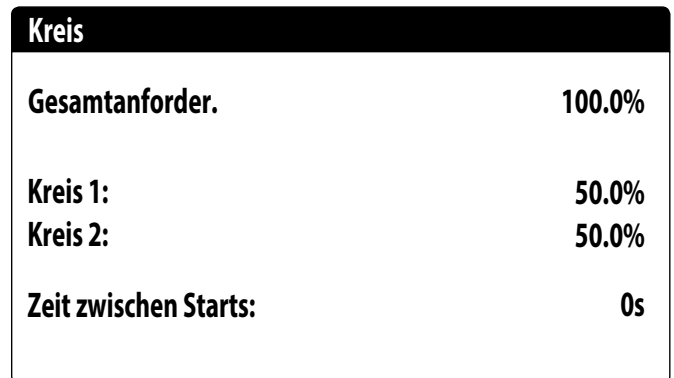 Kreis
Gesamtanforder. 100.0%
Kreis 1: 50.0%
Kreis 2: 50.0%
Zeit zwischen Starts: 0s